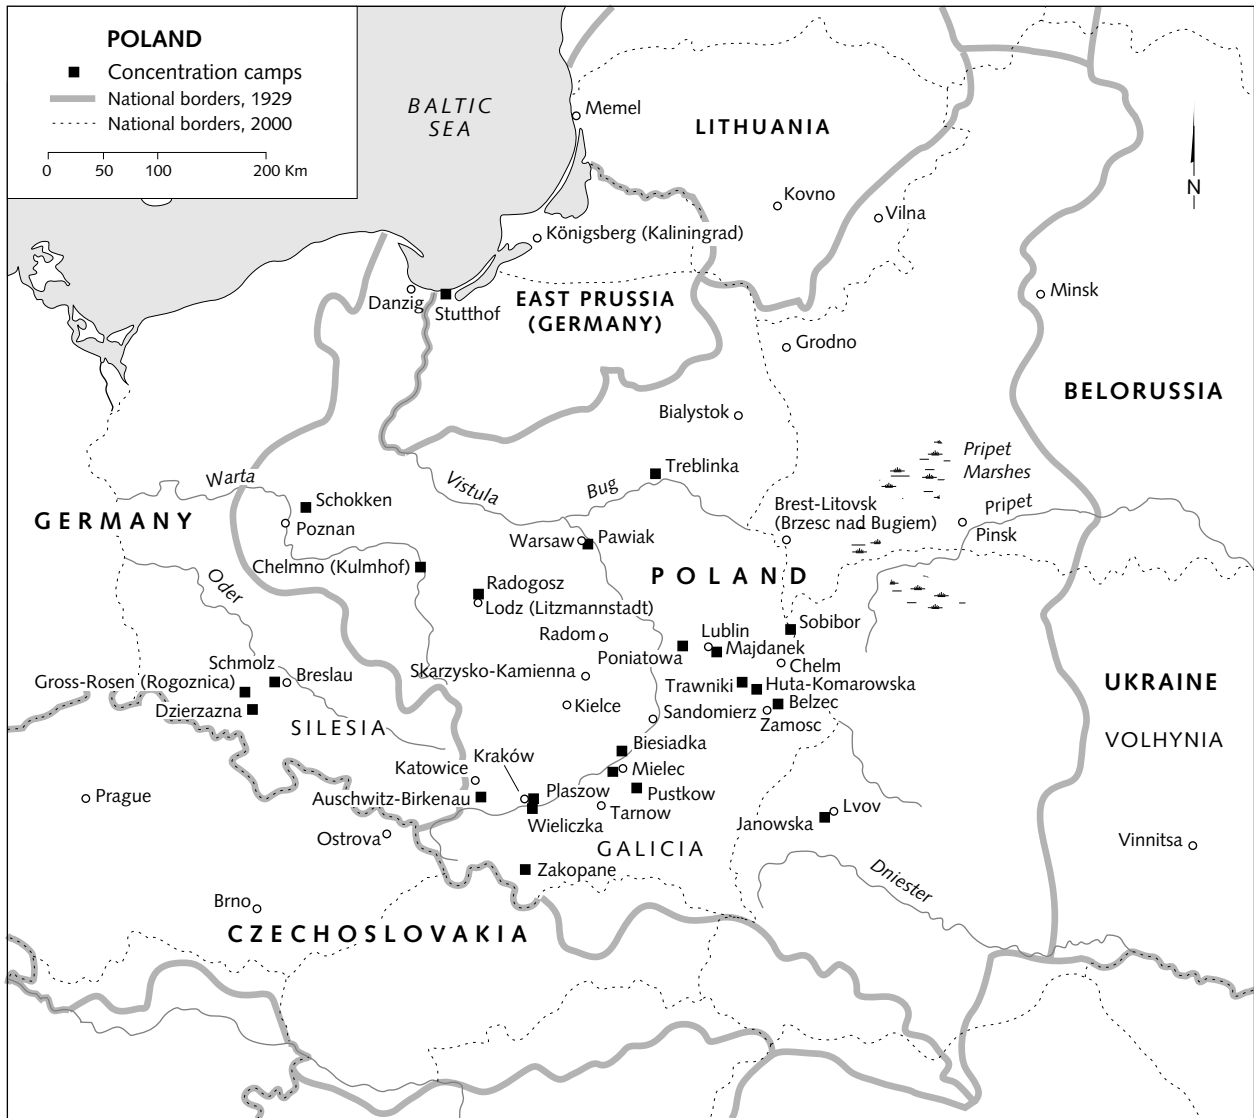 POLAND
Concentration camps
National borders, 1929
National borders, 2000
0 50 100 200 Km
BALTIC
SEA
Memel
LITHUANIA
N
Kovno
Vilna
Königsberg (Kaliningrad)
Danzig
Stutthof
EAST PRUSSIA
(GERMANY)
Minsk
Grodno
BELORUSSIA
Bialystok
Warta
Vistula
Bug
Treblinka
Pripet
Marshes
Schokken
GERMANY
Poznan
Brest-Litovsk
(Brzesc nad Bugiem)
Pripet
Pinsk
Warsaw
Pawiak
Chelmno (Kulmhof)
POLAND
Oder
Radogosz
Lodz (Litzmannstadt)
Radom
Lublin
Sobibor
Poniatowa
Majdanek
Chelm
Schmolz
Breslau
Skarzysko-Kamienna
Gross-Rosen (Rogoznica)
Trawniki
Huta-Komarowska
UKRAINE
Dzierzazna
Kielce
Sandomierz
Belzec
Zamosc
SILESIA
VOLHYNIA
Biesiadka
Kraków
Katowice
Mielec
Prague
Auschwitz-Birkenau
Plaszow
Pustkow
Tarnow
Lvov
Wieliczka
Janowska
Ostrova
GALICIA
Vinnitsa
Zakopane
Dniester
Brno
CZECHOSLOVAKIA